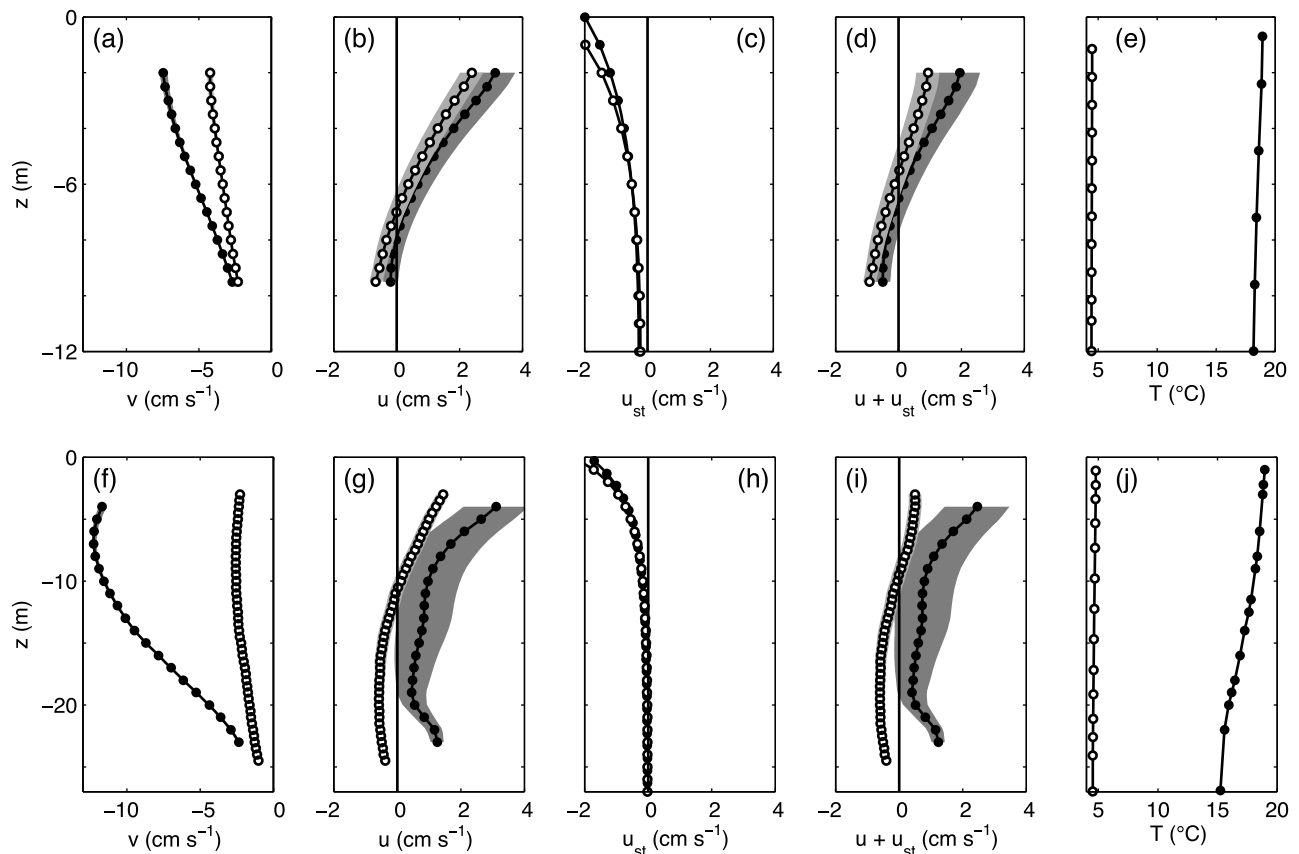 (a) (b) (c) (d) (e)
0
−6
−12
z (m)
−10 −5 0
−2 0 2 4
2 0 2 4
−2 0 2 4
5 10 15 20
v (cm s⁻¹) u (cm s⁻¹) u_st (cm s⁻¹) u + u_st (cm s⁻¹) T (°C)
(f) (g) (h) (i) (j)
0
−10
−20
z (m)
−10 −5 0
−2 0 2 4
−2 0 2 4
−2 0 2 4
5 10 15 20
v (cm s⁻¹) u (cm s⁻¹) u_st (cm s⁻¹) u + u_st (cm s⁻¹) T (°C)